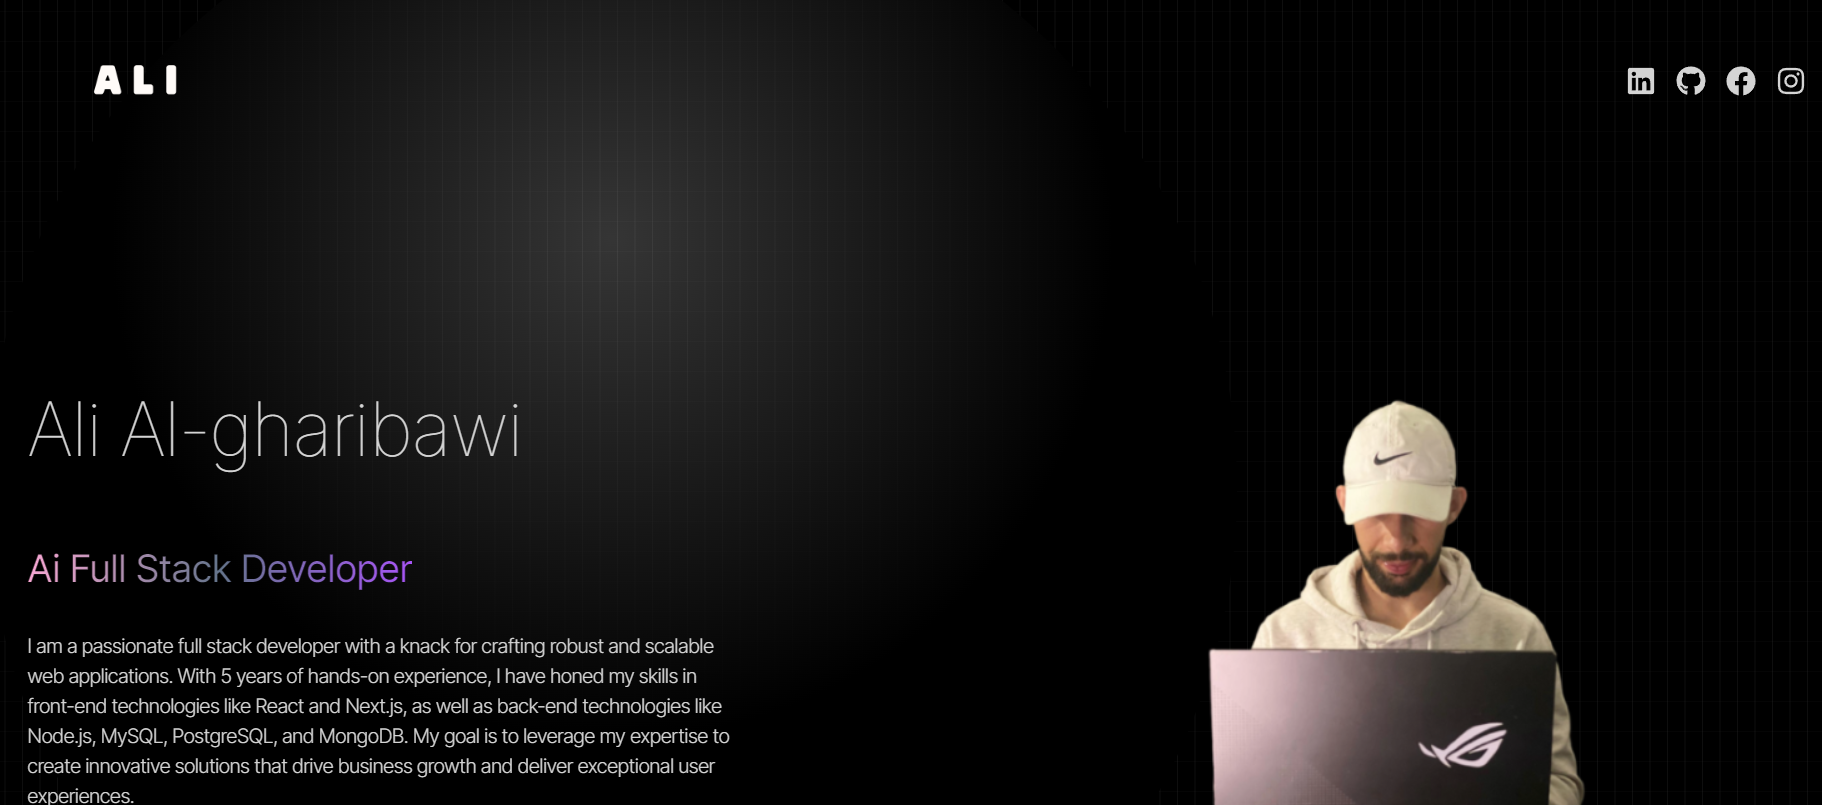 ALI
Ali Al-gharibawi
Ai Full Stack Developer
I am a passionate full stack developer with a knack for crafting robust and scalable
web applications. With 5 years of hands-on experience, I have honed my skills in
front-end technologies like React and Next.js, as well as back-end technologies like
Node.js, MySQL, PostgreSQL, and MongoDB. My goal is to leverage my expertise to
create innovative solutions that drive business growth and deliver exceptional user
experiences.